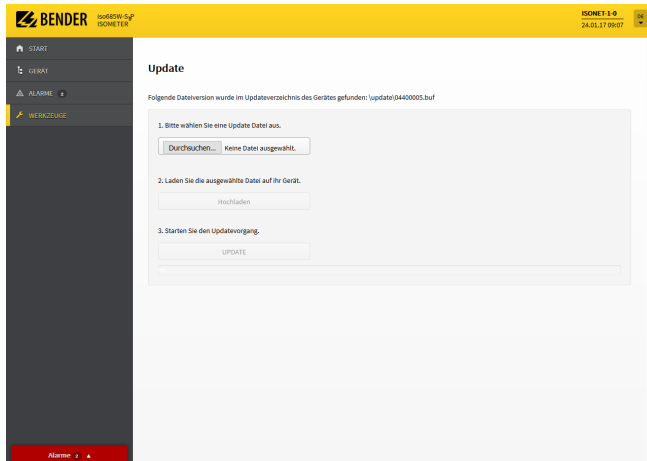 BENDER
Iso685W-S-P
ISOMETER
ISONET-1-0
24.01.17 09:07
DE
START
GERÄT
ALARME 2
WERKZEUGE
Update
Folgende Dateiversion wurde im Updateverzeichnis des Gerätes gefunden: \update\04400005.buf
1. Bitte wählen Sie eine Update Datei aus.
Durchsuchen... Keine Datei ausgewählt.
2. Laden Sie die ausgewählte Datei auf ihr Gerät.
Hochladen
3. Starten Sie den Updatevorgang.
UPDATE
Alarme 2